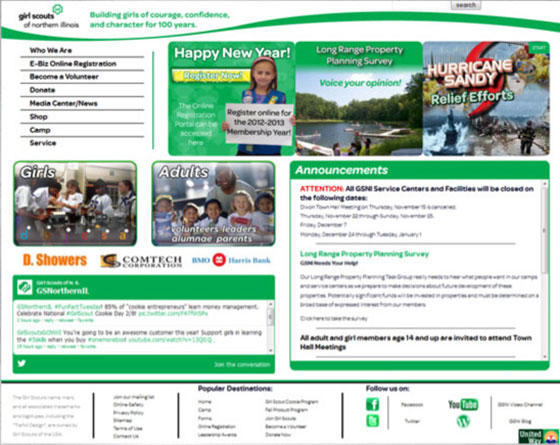 search
girl scouts
of northern illinois
Building girls of courage, confidence,
and character for 100 years.
Who We Are
E-Biz Online Registration
Become a Volunteer
Donate
Media Center/News
Shop
Camp
Service
Happy New Year!
Register Now!
The Online
Registration
Portal can be
accessed
here
Register online for
the 2012-2013
Membership Year!
Long Range Property
Planning Survey
Voice your opinion!
START
HURRICANE
SANDY
Relief Efforts
Girls
Adults
volunteers leaders
alumnae parents
D. Showers
COMTECH
CORPORATION
BMO Harris Bank
Announcements
ATTENTION: All GSNI Service Centers and Facilities will be closed on
the following dates:
Dixon Town Hall Meeting on Thursday, November 15 is cancelled.
Thursday, November 22 through Sunday, November 25.
Friday December 7
Monday, December 24 through Tuesday, January 1
Long Range Property Planning Survey
GSNI Needs Your Help!
Our Long Range Property Planning Task Group really needs to hear what people want in our camps
and service centers as we prepare to make decisions about future development of these
properties. Potentially significant funds will be invested in properties and must be determined on a
broad base of expressed interest from our members.
Click here to take the survey
All adult and girl members age 14 and up are invited to attend Town
Hall Meetings
Girl Scouts of N. IL
GSNorthernIL
GSNorthernIL #FunFactTuesday! 85% of "cookie entrepreneurs" learn money management.
Celebrate National #GirlScout Cookie Day 2/8!
reply · retweet · favorite
You're going to be an awesome customer this year! Support girls in learning
the when you buy
reply · retweet · favorite
Join the conversation
The Girl Scouts name, mark,
and all associated trademarks
and logotypes, including the
"Trefoil Design", are owned by
Girl Scouts of the USA.
Join our mailing list
Online Safety
Privacy Policy
Sitemap
Terms of Use
Contact Us
Popular Destinations:
Home
Camp
Forms
Online Registration
Leadership Awards
Girl Scout Cookie Program
Fall Product Program
Join Girl Scouts
Become a Volunteer
Donate Now
Follow us on:
Facebook
Twitter
YouTube
GSNI Video Channel
GSNI Blog
United
Way